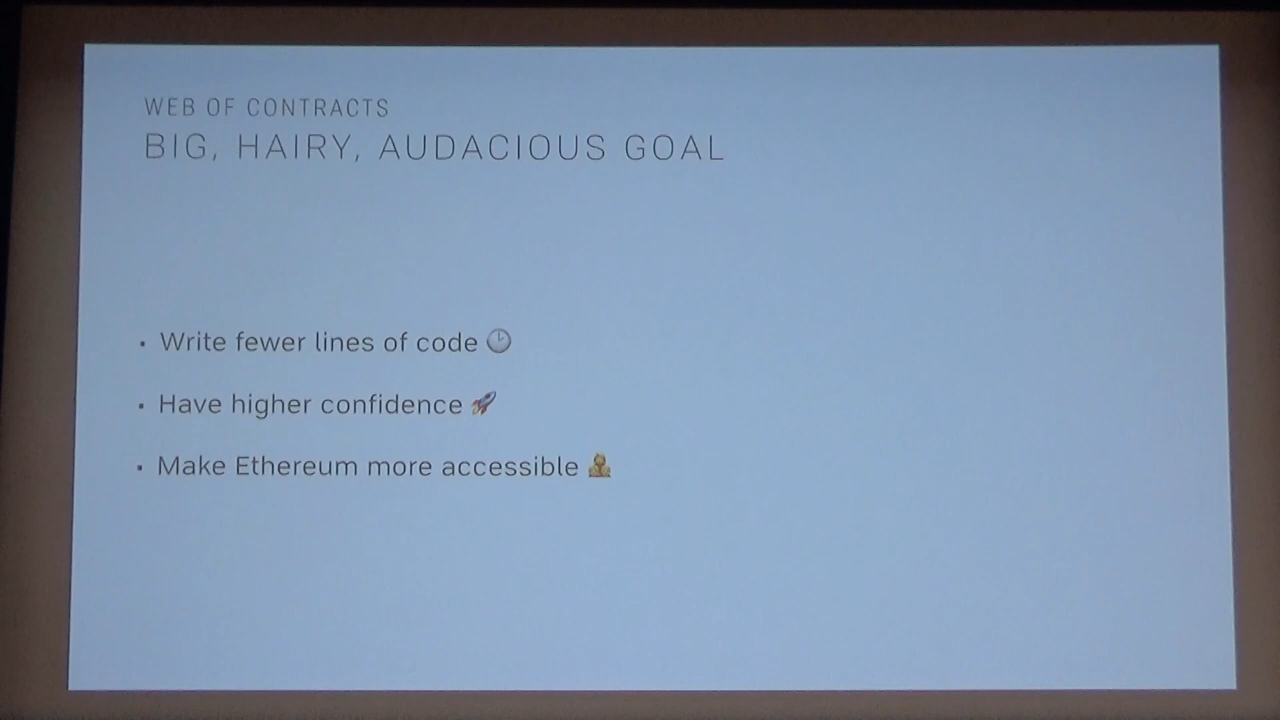 WEB OF CONTRACTS
BIG, HAIRY, AUDACIOUS GOAL
• Write fewer lines of code 🕑
• Have higher confidence 🚀
• Make Ethereum more accessible